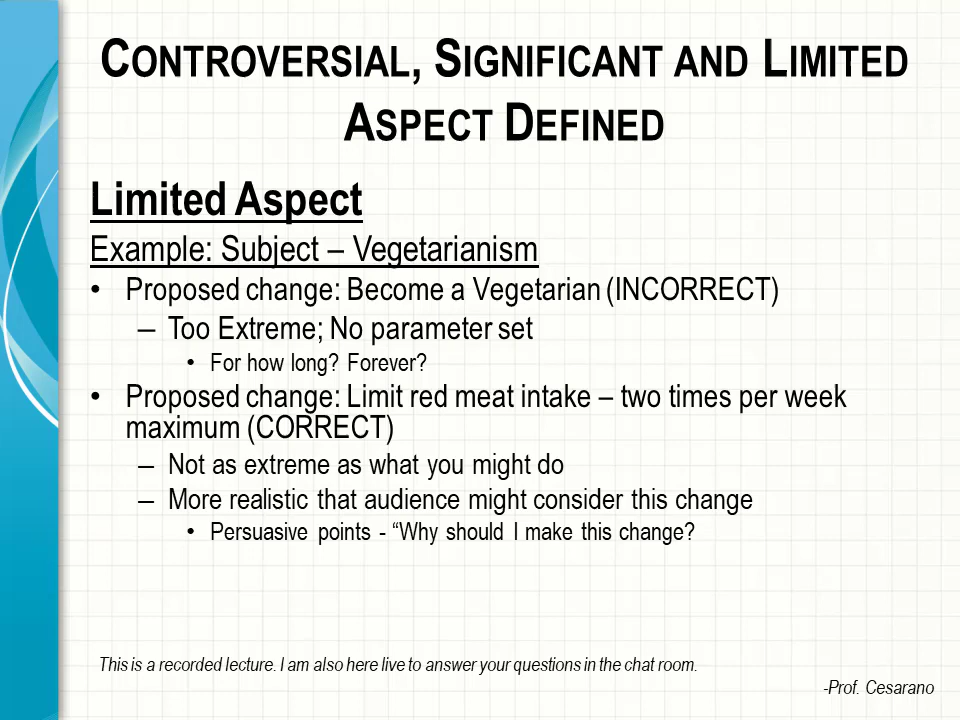 CONTROVERSIAL, SIGNIFICANT AND LIMITED
ASPECT DEFINED
Limited Aspect
Example: Subject – Vegetarianism
• Proposed change: Become a Vegetarian (INCORRECT)
– Too Extreme; No parameter set
• For how long? Forever?
• Proposed change: Limit red meat intake – two times per week
maximum (CORRECT)
– Not as extreme as what you might do
– More realistic that audience might consider this change
• Persuasive points - “Why should I make this change?
This is a recorded lecture. I am also here live to answer your questions in the chat room.
-Prof. Cesarano